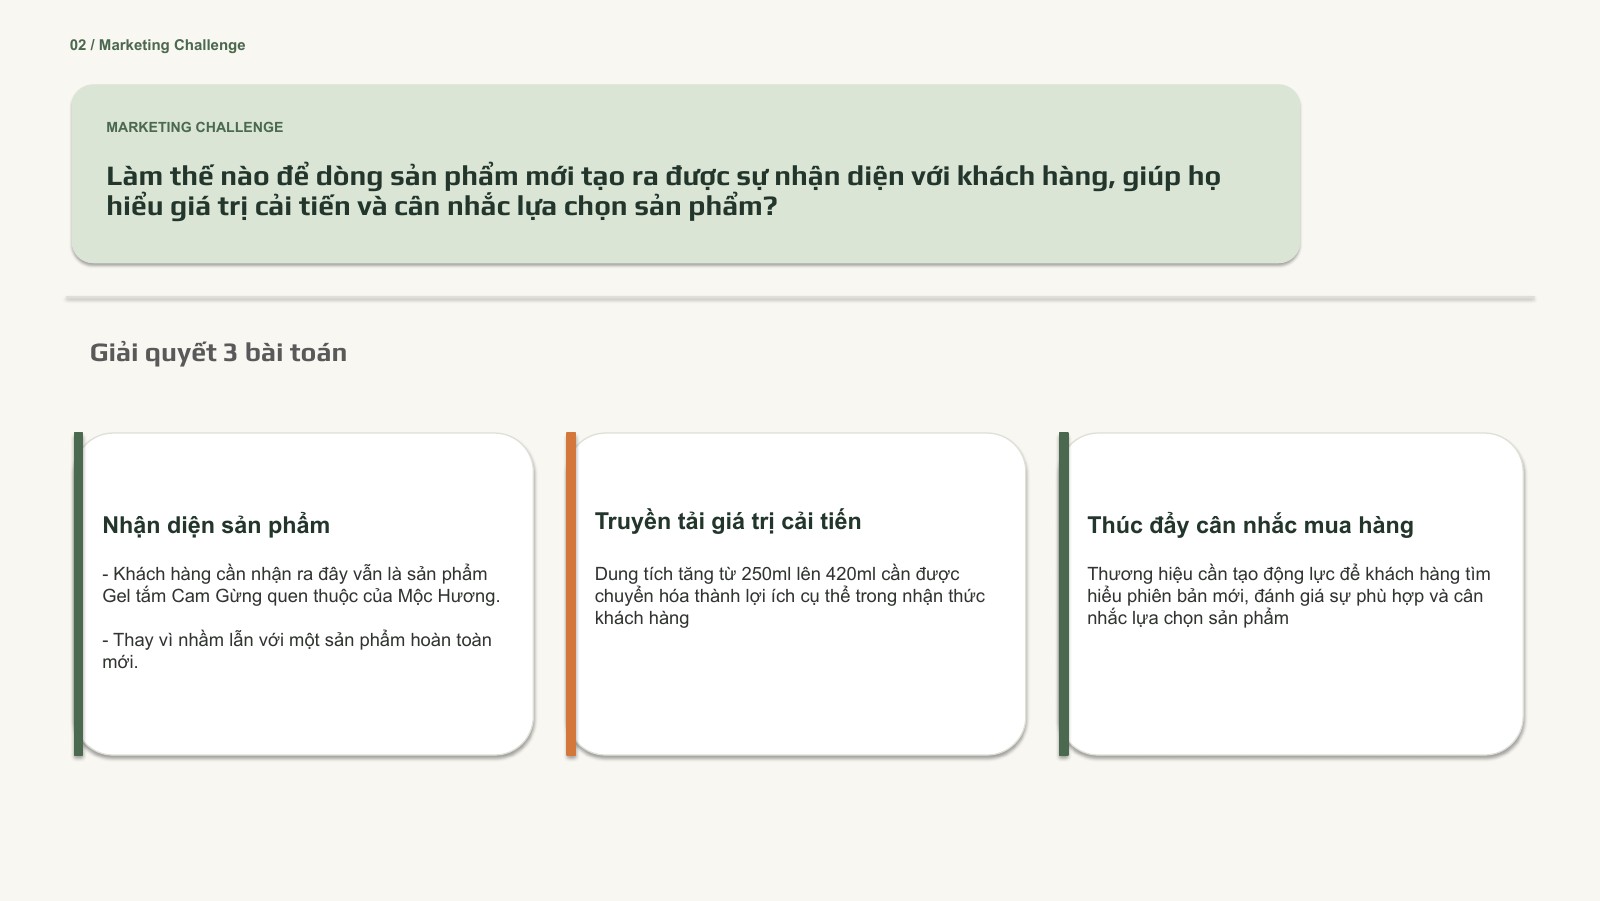 02 / Marketing Challenge
MARKETING CHALLENGE
Làm thế nào để dòng sản phẩm mới tạo ra được sự nhận diện với khách hàng, giúp họ
hiểu giá trị cải tiến và cân nhắc lựa chọn sản phẩm?
Giải quyết 3 bài toán
Nhận diện sản phẩm
- Khách hàng cần nhận ra đây vẫn là sản phẩm
Gel tắm Cam Gừng quen thuộc của Mộc Hương.
- Thay vì nhầm lẫn với một sản phẩm hoàn toàn
mới.
Truyền tải giá trị cải tiến
Dung tích tăng từ 250ml lên 420ml cần được
chuyển hóa thành lợi ích cụ thể trong nhận thức
khách hàng
Thúc đẩy cân nhắc mua hàng
Thương hiệu cần tạo động lực để khách hàng tìm
hiểu phiên bản mới, đánh giá sự phù hợp và cân
nhắc lựa chọn sản phẩm